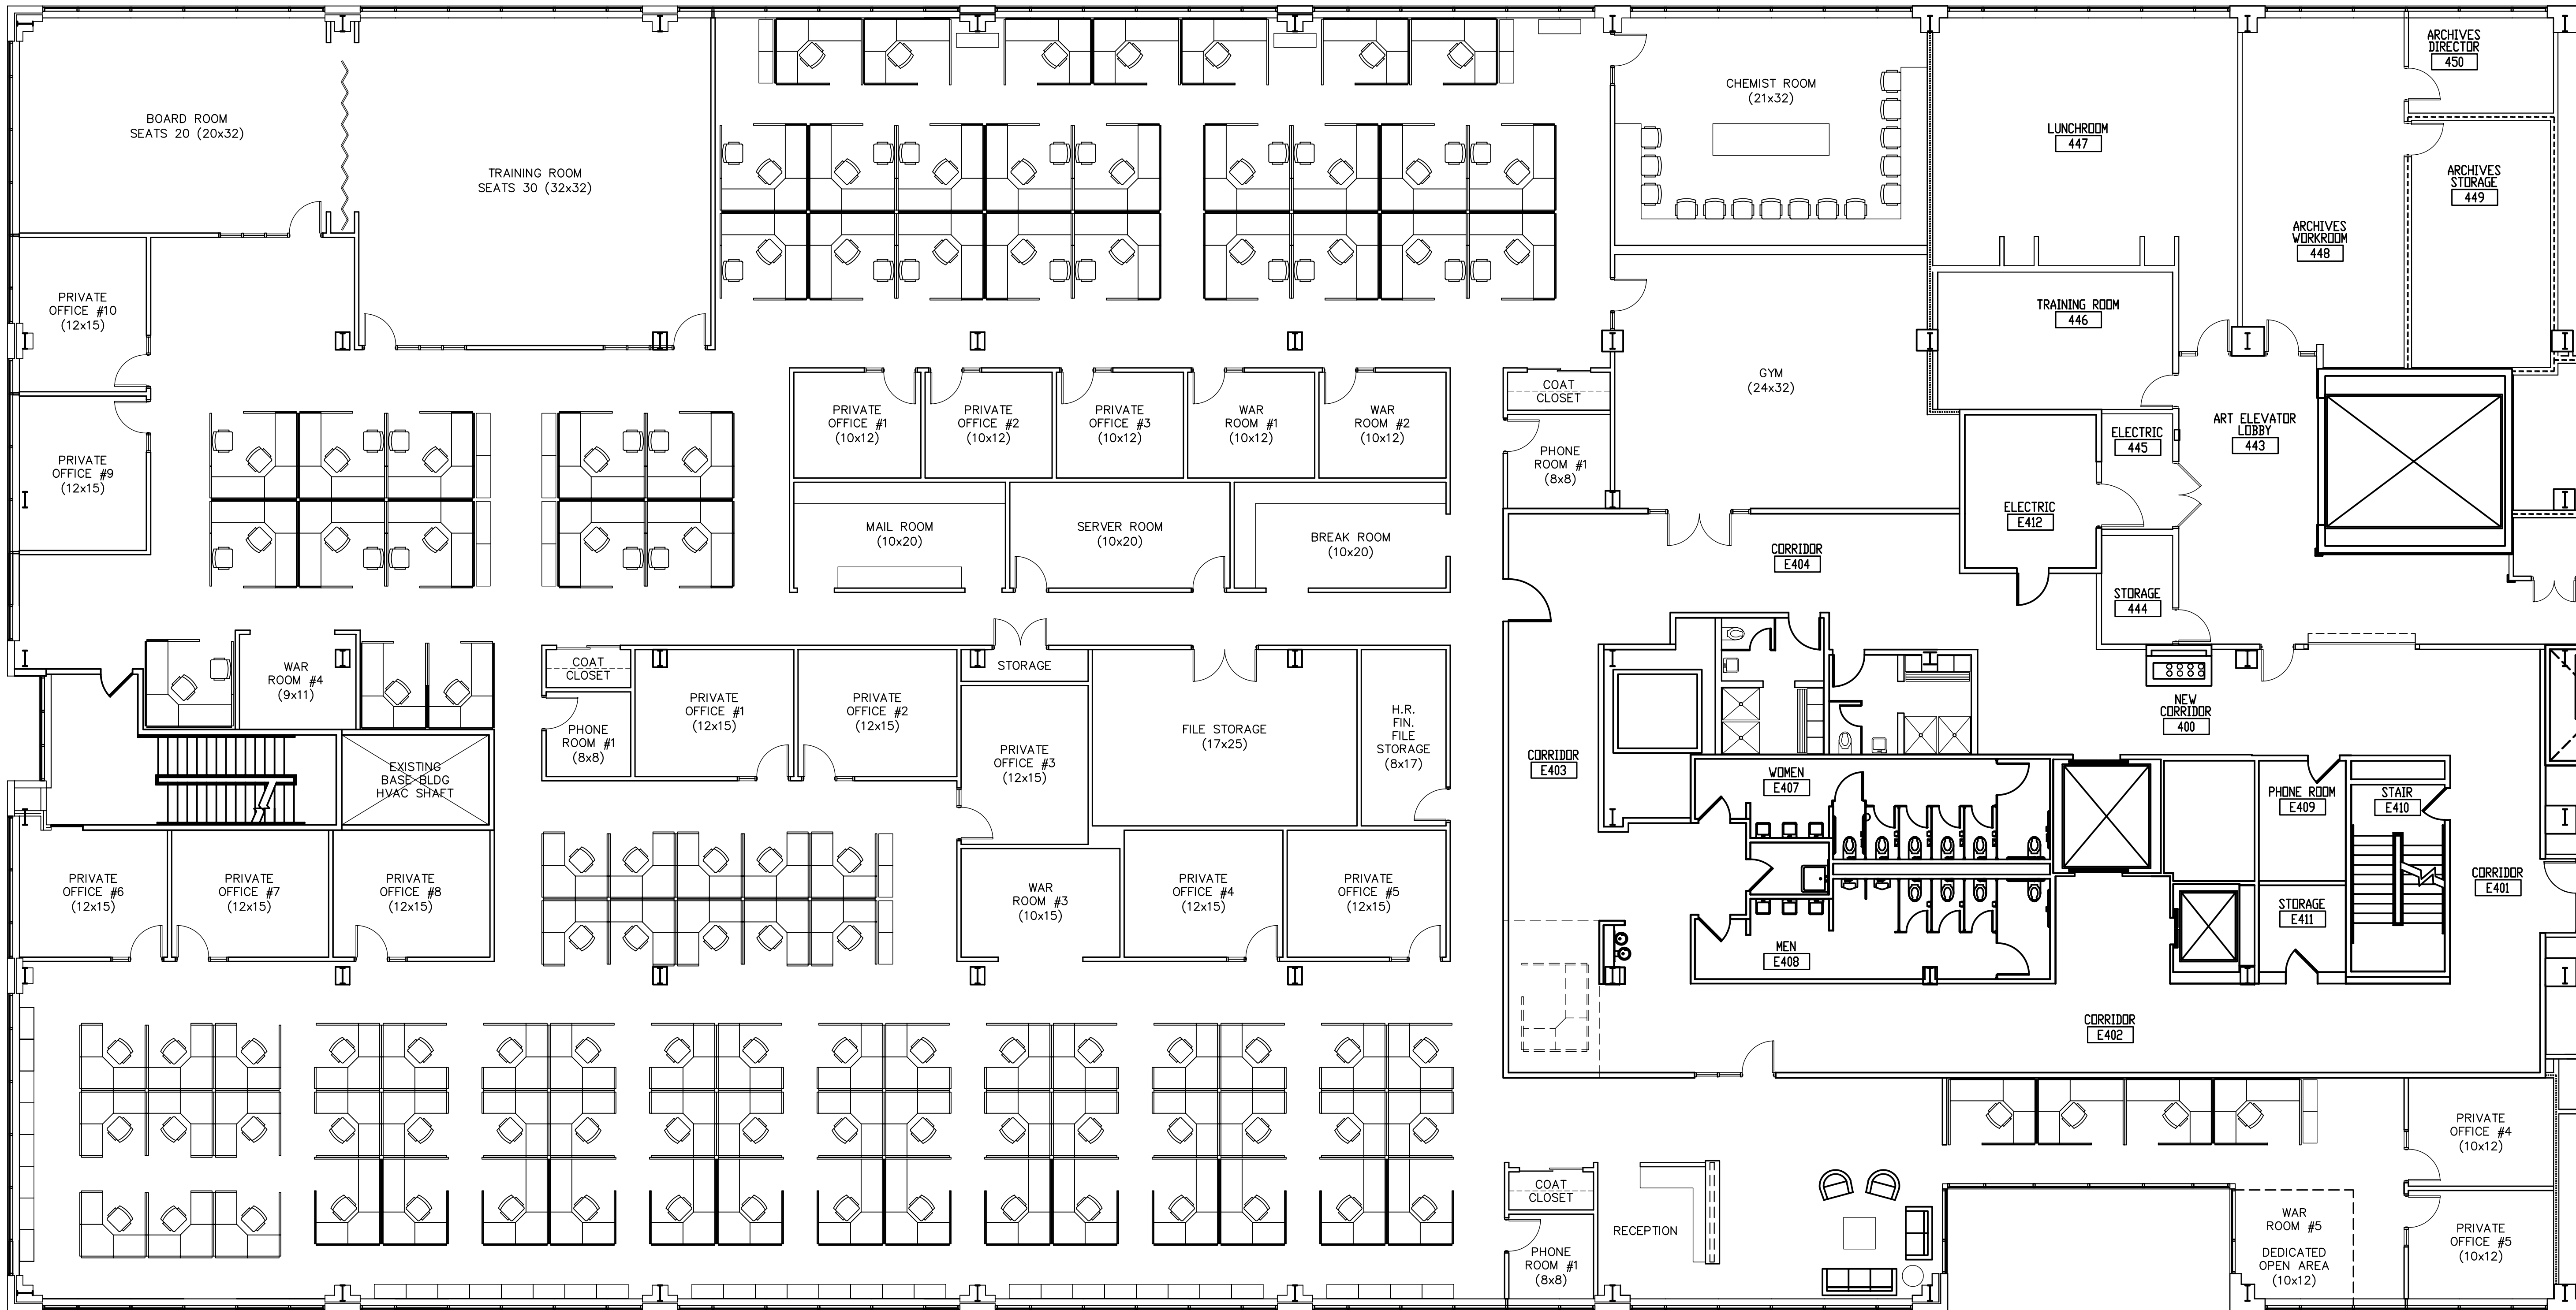 BOARD ROOM
SEATS 20 (20x32)
TRAINING ROOM
SEATS 30 (32x32)
CHEMIST ROOM
(21x32)
LUNCHROOM
447
ARCHIVES
DIRECTOR
450
ARCHIVES
STORAGE
449
ARCHIVES
WORKROOM
448
PRIVATE
OFFICE #10
(12x15)
TRAINING ROOM
446
GYM
(24x32)
PRIVATE
OFFICE #9
(12x15)
PRIVATE
OFFICE #1
(10x12)
PRIVATE
OFFICE #2
(10x12)
PRIVATE
OFFICE #3
(10x12)
WAR
ROOM #1
(10x12)
WAR
ROOM #2
(10x12)
COAT
CLOSET
PHONE
ROOM #1
(8x8)
ELECTRIC
445
ART ELEVATOR
LOBBY
443
MAIL ROOM
(10x20)
SERVER ROOM
(10x20)
BREAK ROOM
(10x20)
ELECTRIC
E412
CORRIDOR
E404
STORAGE
444
WAR
ROOM #4
(9x11)
COAT
CLOSET
STORAGE
PHONE
ROOM #1
(8x8)
PRIVATE
OFFICE #1
(12x15)
PRIVATE
OFFICE #2
(12x15)
PRIVATE
OFFICE #3
(12x15)
FILE STORAGE
(17x25)
H.R.
FIN.
FILE
STORAGE
(8x17)
NEW
CORRIDOR
400
CORRIDOR
E403
EXISTING
BASE BLDG
HVAC SHAFT
WOMEN
E407
PHONE ROOM
E409
STAIR
E410
PRIVATE
OFFICE #6
(12x15)
PRIVATE
OFFICE #7
(12x15)
PRIVATE
OFFICE #8
(12x15)
WAR
ROOM #3
(10x15)
PRIVATE
OFFICE #4
(12x15)
PRIVATE
OFFICE #5
(12x15)
CORRIDOR
E401
STORAGE
E411
MEN
E408
CORRIDOR
E402
PRIVATE
OFFICE #4
(10x12)
COAT
CLOSET
RECEPTION
PHONE
ROOM #1
(8x8)
WAR
ROOM #5
DEDICATED
OPEN AREA
(10x12)
PRIVATE
OFFICE #5
(10x12)